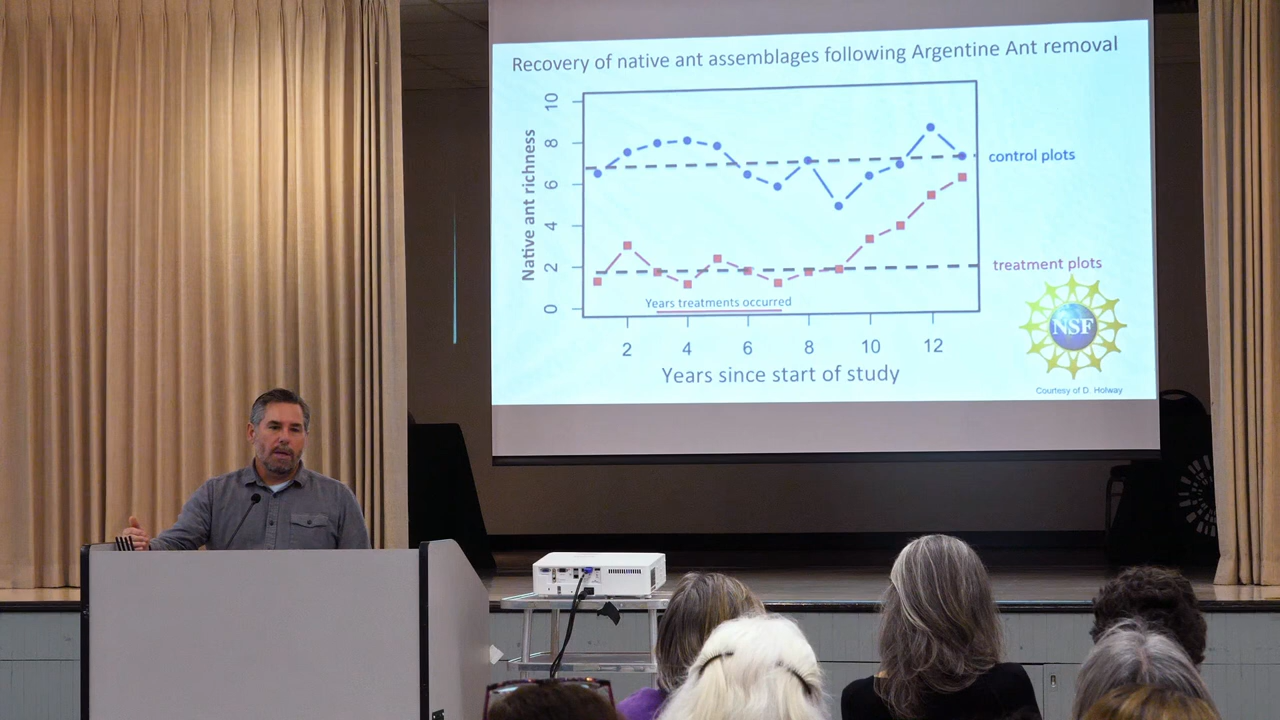 Recovery of native ant assemblages following Argentine Ant removal
Native ant richness
10
8
6
4
2
0
control plots
treatment plots
Years treatments occurred
2 4 6 8 10 12
Years since start of study
NSF
Courtesy of D. Holway